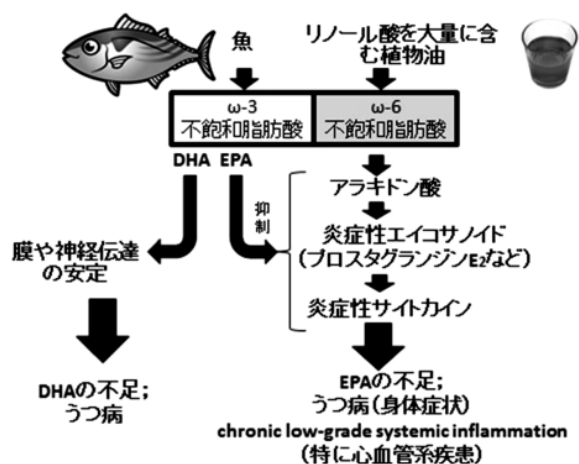 魚
リノール酸を大量に含
む植物油
ω-3
不飽和脂肪酸
ω-6
不飽和脂肪酸
DHA EPA
アラキドン酸
抑制
炎症性エイコサノイド
(プロスタグランジンE2など)
炎症性サイトカイン
膜や神経伝達
の安定
DHAの不足;
うつ病
EPAの不足;
うつ病(身体症状)
chronic low-grade systemic inflammation
(特に心血管系疾患)